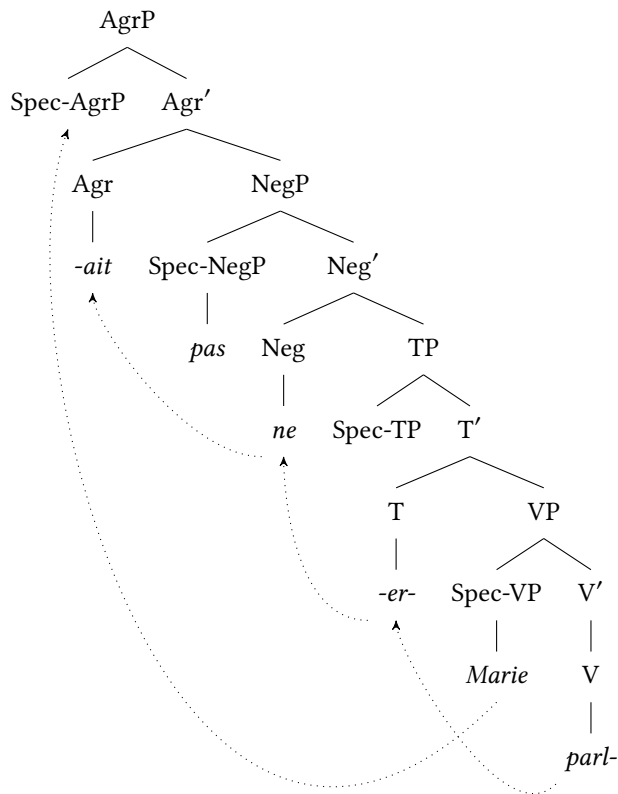 AgrP
Spec-AgrP Agr′
Agr NegP
-ait Spec-NegP Neg′
pas Neg TP
ne Spec-TP T′
T VP
-er- Spec-VP V′
Marie V
parl-